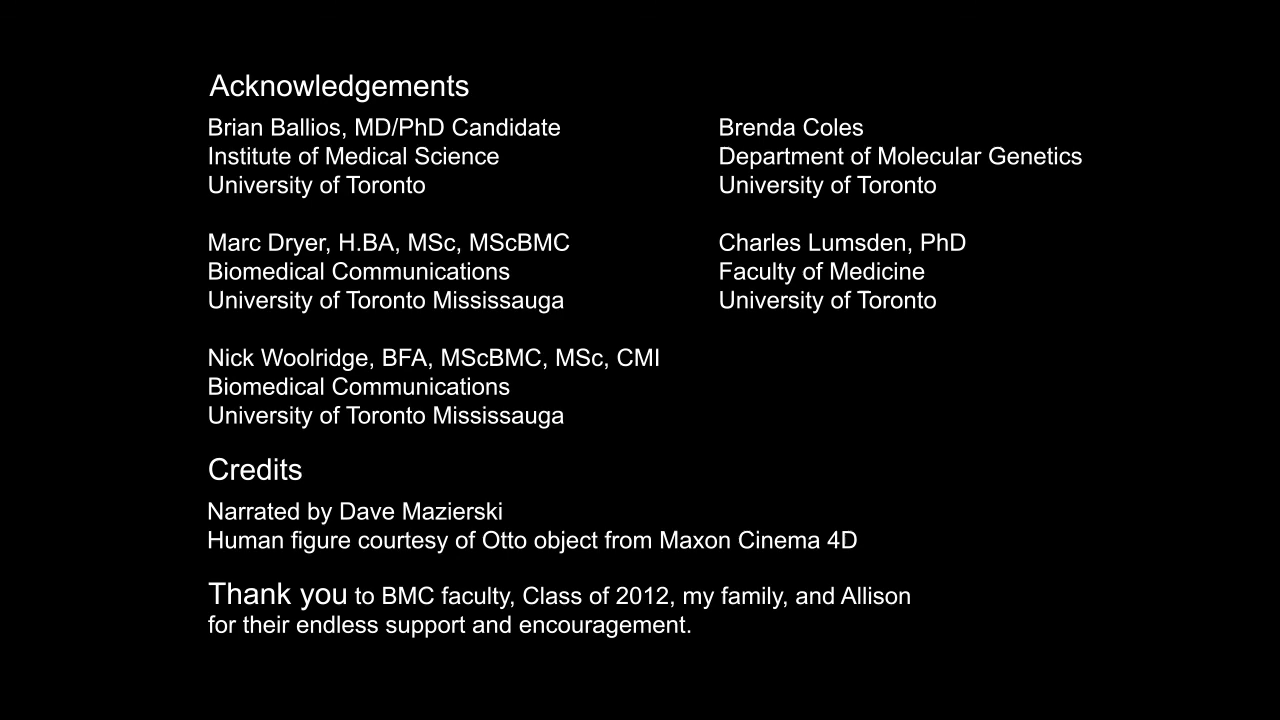 Acknowledgements
Brian Ballios, MD/PhD Candidate
Institute of Medical Science
University of Toronto
Marc Dryer, H.BA, MSc, MScBMC
Biomedical Communications
University of Toronto Mississauga
Nick Woolridge, BFA, MScBMC, MSc, CMI
Biomedical Communications
University of Toronto Mississauga
Brenda Coles
Department of Molecular Genetics
University of Toronto
Charles Lumsden, PhD
Faculty of Medicine
University of Toronto
Credits
Narrated by Dave Mazierski
Human figure courtesy of Otto object from Maxon Cinema 4D
Thank you to BMC faculty, Class of 2012, my family, and Allison
for their endless support and encouragement.